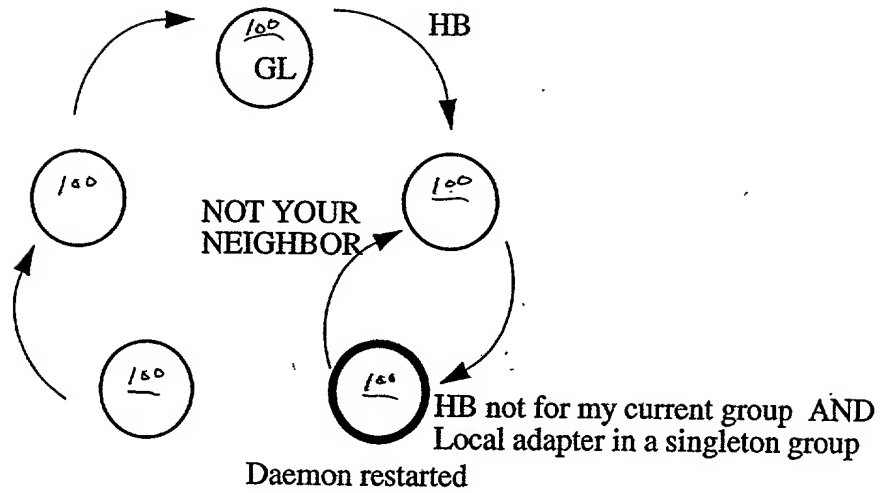 100
GL
HB
100
100
NOT YOUR
NEIGHBOR
100
100
HB not for my current group AND
Local adapter in a singleton group
Daemon restarted